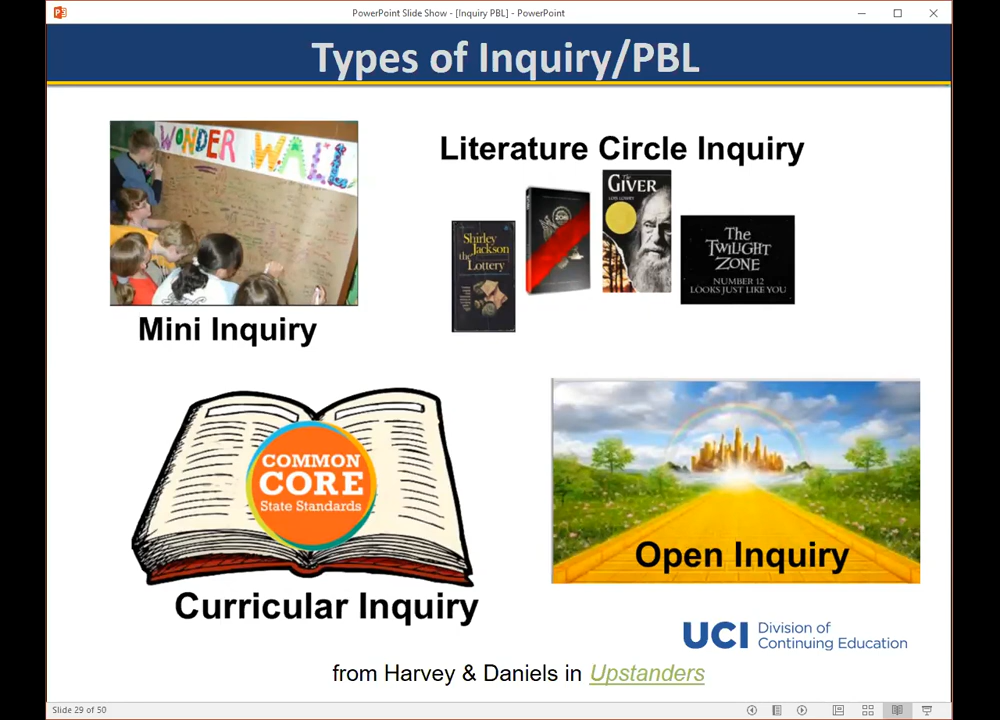 PowerPoint Slide Show - [Inquiry PBL] - PowerPoint
Types of Inquiry/PBL
WONDER WALL
Mini Inquiry
Literature Circle Inquiry
Shirley
Jackson
the
Lottery
The
GIVER
LOIS LOWRY
The
TWILIGHT
ZONE
NUMBER 12
LOOKS JUST LIKE YOU
COMMON
CORE
State Standards
Curricular Inquiry
Open Inquiry
UCI Division of
Continuing Education
from Harvey & Daniels in Upstanders
Slide 29 of 50